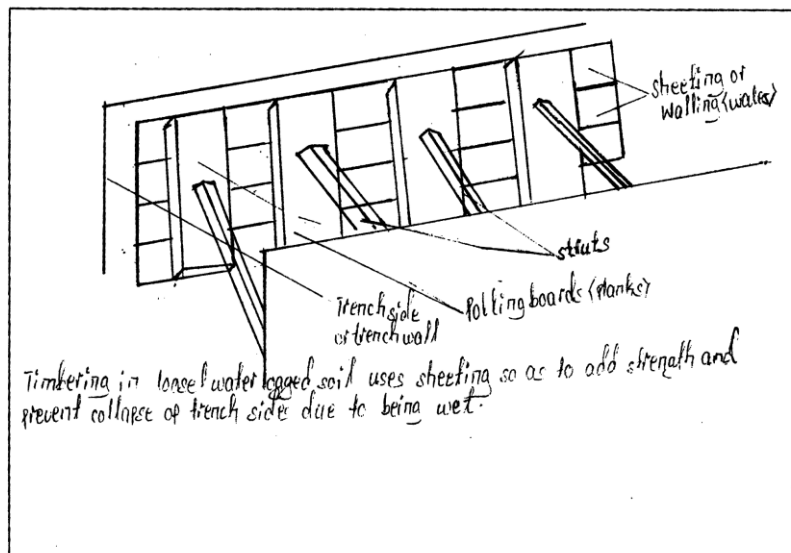 sheeting or
walling (wales)
struts
Trench side
or trench wall
Polling boards (planks)
Timbering in loose/water logged soil uses sheeting so as to add strength and
prevent collapse of trench sides due to being wet.